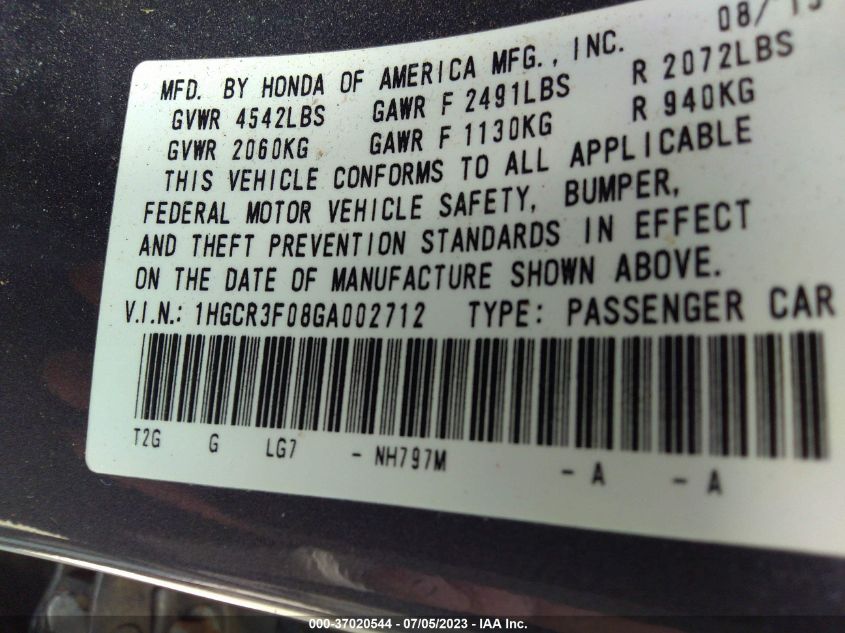 08/15
MFD. BY HONDA OF AMERICA MFG., INC.
GVWR 4542LBS GAWR F 2491LBS R 2072LBS
GVWR 2060KG GAWR F 1130KG R 940KG
THIS VEHICLE CONFORMS TO ALL APPLICABLE
FEDERAL MOTOR VEHICLE SAFETY, BUMPER,
AND THEFT PREVENTION STANDARDS IN EFFECT
ON THE DATE OF MANUFACTURE SHOWN ABOVE.
V.I.N.: 1HGCR3F08GA002712 TYPE: PASSENGER CAR
T2G G LG7 - NH797M - A - A
000-37020544 / 07/05/2023 - IAA Inc.